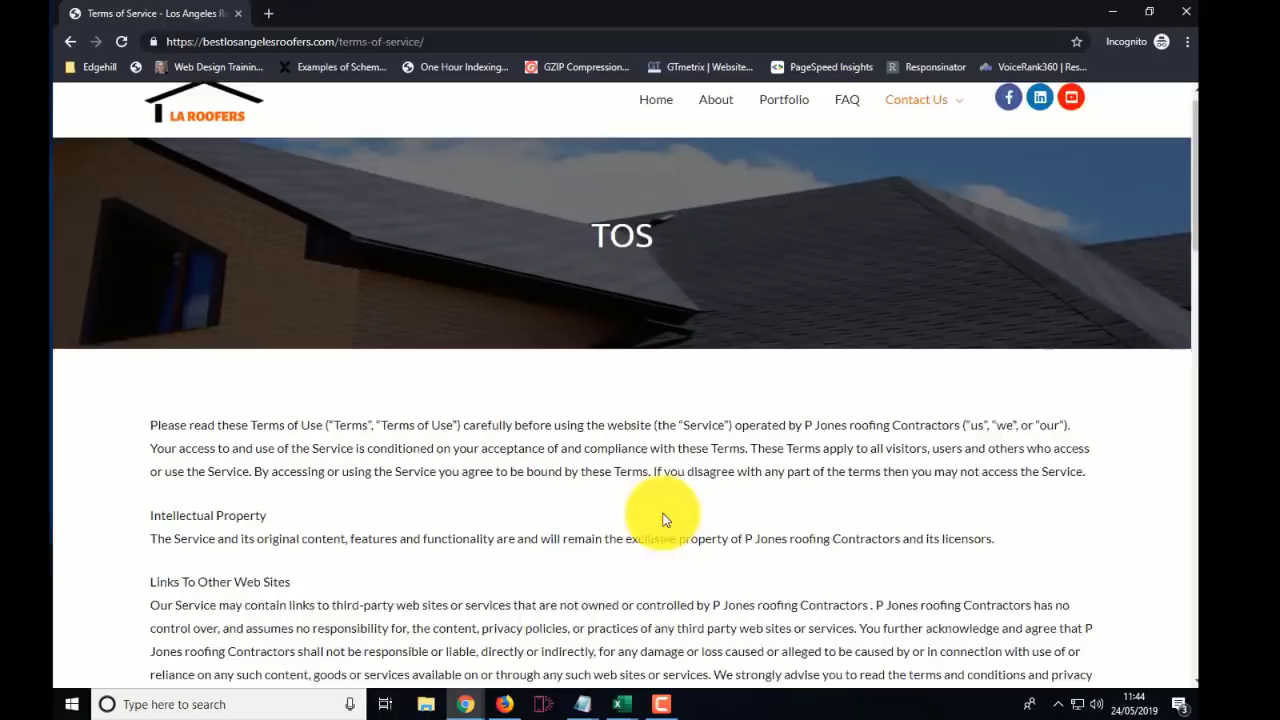 Terms of Service - Los Angeles R
https://bestlosangelesroofers.com/terms-of-service/
Incognito
Edgehill
Web Design Trainin...
Examples of Schem...
One Hour Indexing...
GZIP Compression...
GTmetrix | Website...
PageSpeed Insights
Responsinator
VoiceRank360 | Res...
LA ROOFERS
Home
About
Portfolio
FAQ
Contact Us
TOS
Please read these Terms of Use (“Terms”, “Terms of Use”) carefully before using the website (the “Service”) operated by P Jones roofing Contractors (“us”, “we”, or “our”).
Your access to and use of the Service is conditioned on your acceptance of and compliance with these Terms. These Terms apply to all visitors, users and others who access
or use the Service. By accessing or using the Service you agree to be bound by these Terms. If you disagree with any part of the terms then you may not access the Service.
Intellectual Property
The Service and its original content, features and functionality are and will remain the exclusive property of P Jones roofing Contractors and its licensors.
Links To Other Web Sites
Our Service may contain links to third-party web sites or services that are not owned or controlled by P Jones roofing Contractors . P Jones roofing Contractors has no
control over, and assumes no responsibility for, the content, privacy policies, or practices of any third party web sites or services. You further acknowledge and agree that P
Jones roofing Contractors shall not be responsible or liable, directly or indirectly, for any damage or loss caused or alleged to be caused by or in connection with use of or
reliance on any such content, goods or services available on or through any such web sites or services. We strongly advise you to read the terms and conditions and privacy
Type here to search
11:44
24/05/2019
3